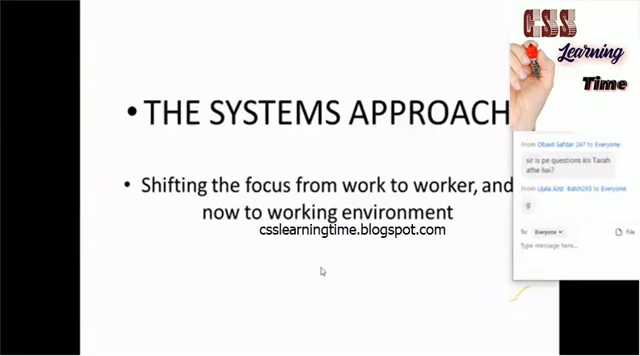 CSS
Learning
Time
• THE SYSTEMS APPROACH
• Shifting the focus from work to worker, and
now to working environment
csslearningtime.blogspot.com
From Obaid Safdar 267 to Everyone
sir is pe questions kis Tarah
athe hai?
From Ujala Aziz Batch263 to Everyone:
g
To: Everyone File
Type message here...